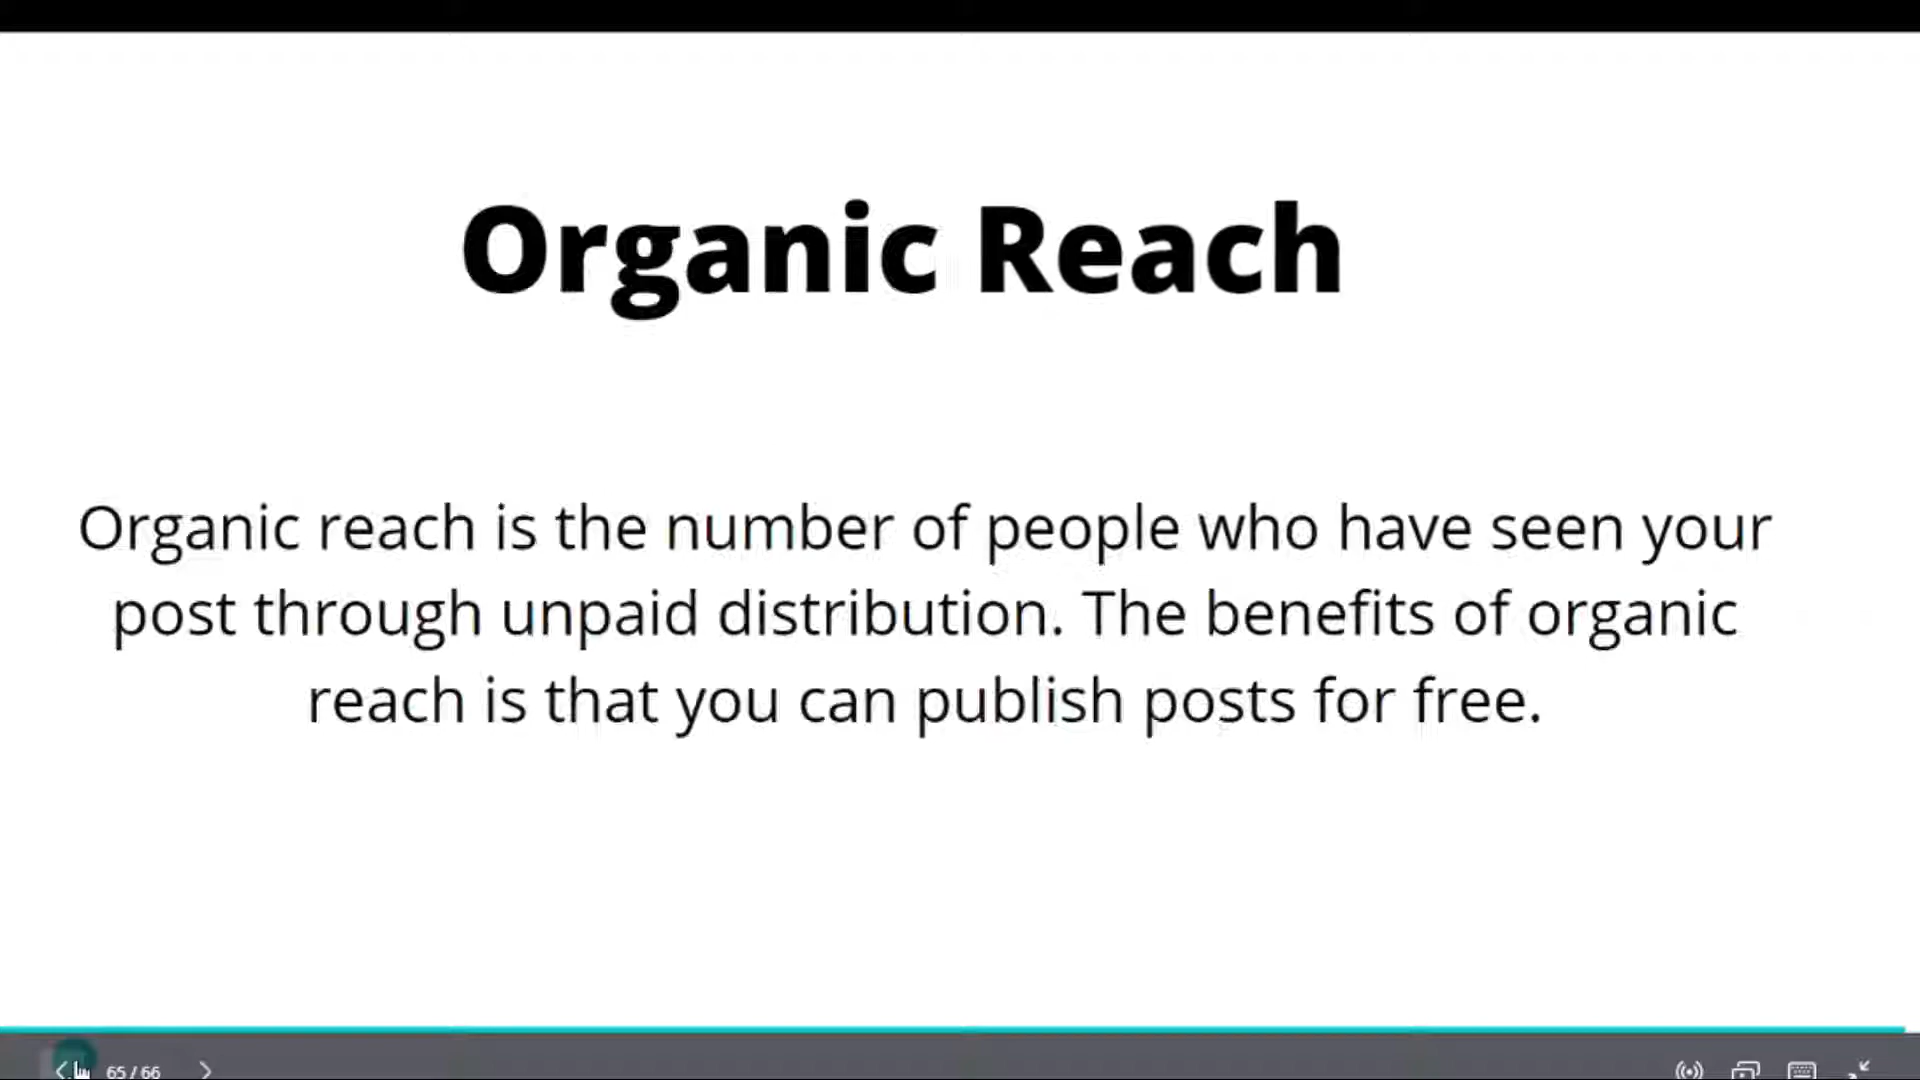 Organic Reach
Organic reach is the number of people who have seen your
post through unpaid distribution. The benefits of organic
reach is that you can publish posts for free.
65 / 66